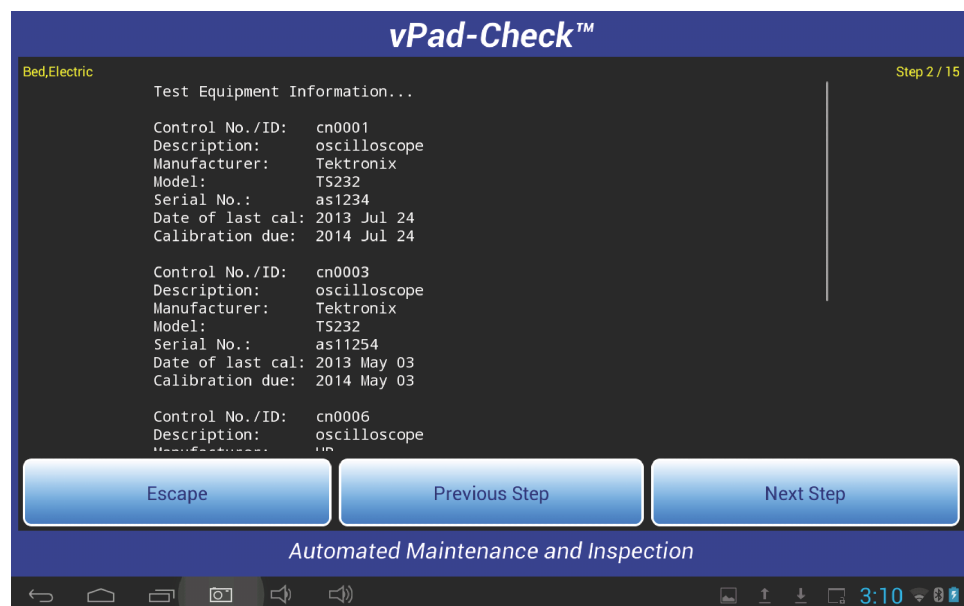 vPad-Check™
Bed,Electric
Step 2 / 15
Test Equipment Information...
Control No./ID: cn0001
Description: oscilloscope
Manufacturer: Tektronix
Model: TS232
Serial No.: as1234
Date of last cal: 2013 Jul 24
Calibration due: 2014 Jul 24
Control No./ID: cn0003
Description: oscilloscope
Manufacturer: Tektronix
Model: TS232
Serial No.: as11254
Date of last cal: 2013 May 03
Calibration due: 2014 May 03
Control No./ID: cn0006
Description: oscilloscope
Manufacturer: HP
Escape
Previous Step
Next Step
Automated Maintenance and Inspection
3:10